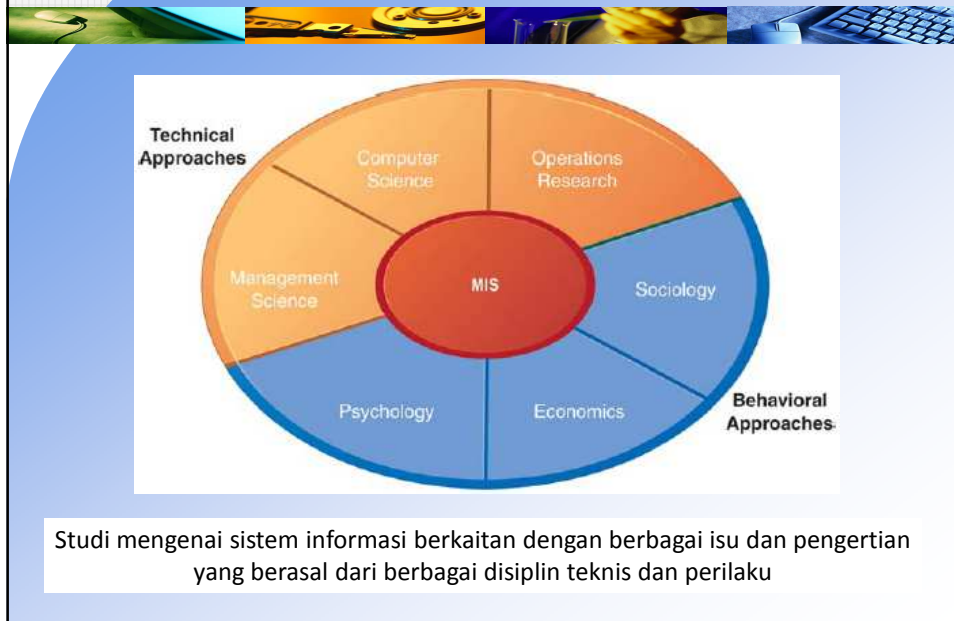 Technical
Approaches
Computer
Science
Operations
Research
Management
Science
MIS
Sociology
Psychology
Economics
Behavioral
Approaches
Studi mengenai sistem informasi berkaitan dengan berbagai isu dan pengertian
yang berasal dari berbagai disiplin teknis dan perilaku